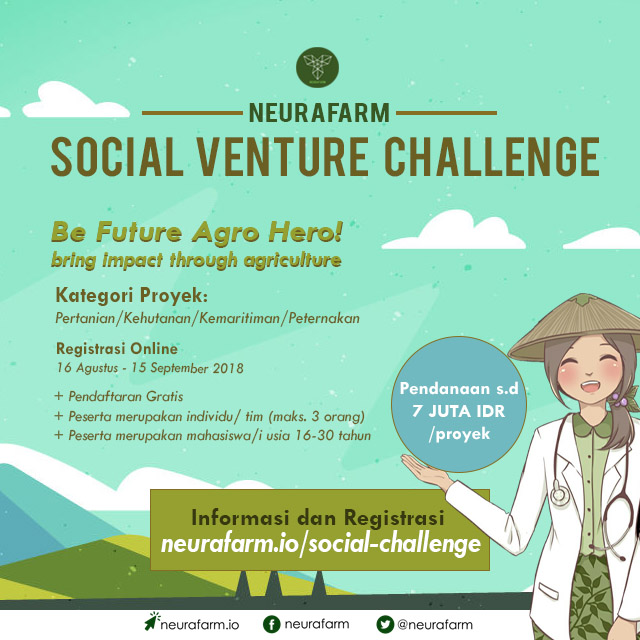 NEURAFARM
SOCIAL VENTURE CHALLENGE
Be Future Agro Hero!
bring impact through agriculture
Kategori Proyek:
Pertanian/Kehutanan/Kemaritiman/Peternakan
Registrasi Online
16 Agustus - 15 September 2018
+ Pendaftaran Gratis
+ Peserta merupakan individu/ tim (maks. 3 orang)
+ Peserta merupakan mahasiswa/i usia 16-30 tahun
Pendanaan s.d
7 JUTA IDR
/proyek
Informasi dan Registrasi
neurafarm.io/social-challenge
neurafarm.io
neurafarm
@neurafarm